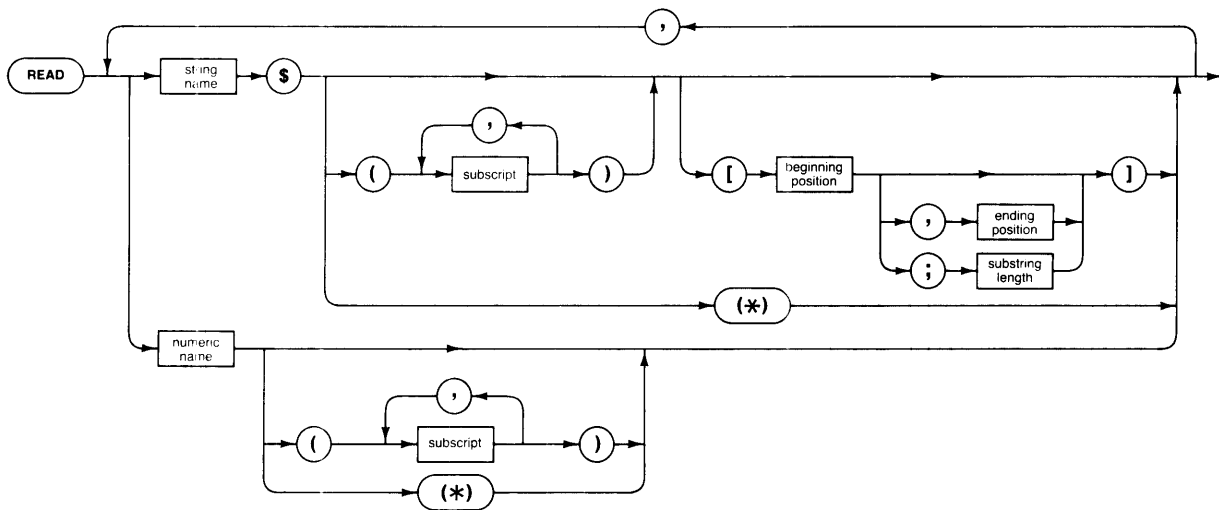 ,
READ
string
name
$
,
(
subscript
)
[
beginning
position
]
,
ending
position
;
substring
length
(*)
numeric
name
,
(
subscript
)
(*)